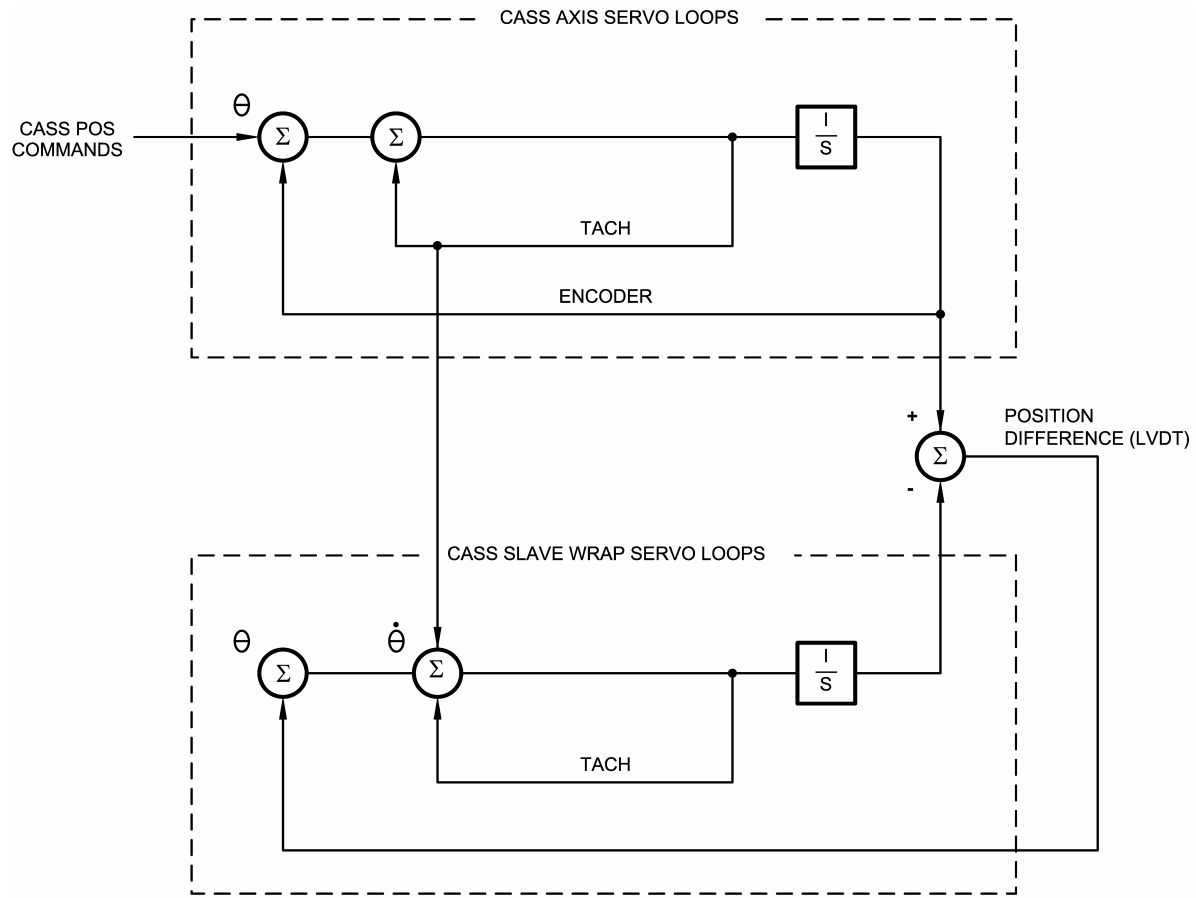 CASS AXIS SERVO LOOPS
θ
CASS POS
COMMANDS
Σ
Σ
I
S
TACH
ENCODER
+
POSITION
DIFFERENCE (LVDT)
Σ
-
CASS SLAVE WRAP SERVO LOOPS
θ
θ̇
Σ
Σ
I
S
TACH